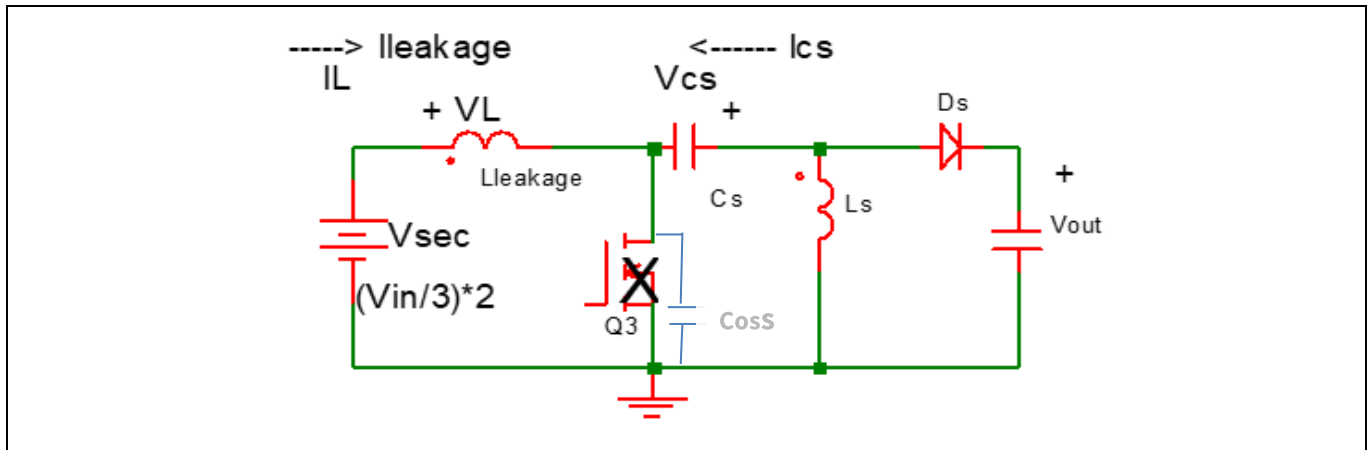 -----> Ileakage
<------ Ics
IL
Vcs
+ VL
+
Ds
Lleakage
Cs
Ls
+
Vout
Vsec
(Vin/3)*2
X
Q3
CosS